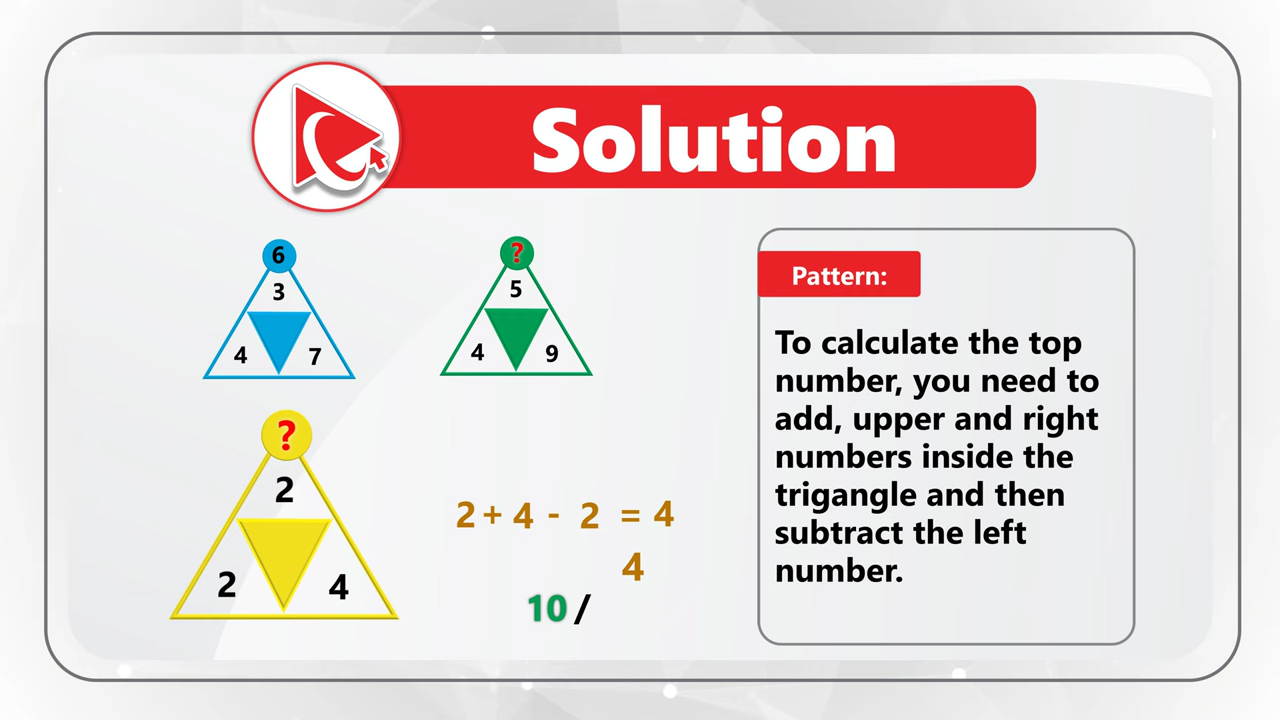 Solution
6
3
4 7
?
5
4 9
?
2
2 4
2 + 4 - 2 = 4
4
10 /
Pattern:
To calculate the top
number, you need to
add, upper and right
numbers inside the
trigangle and then
subtract the left
number.